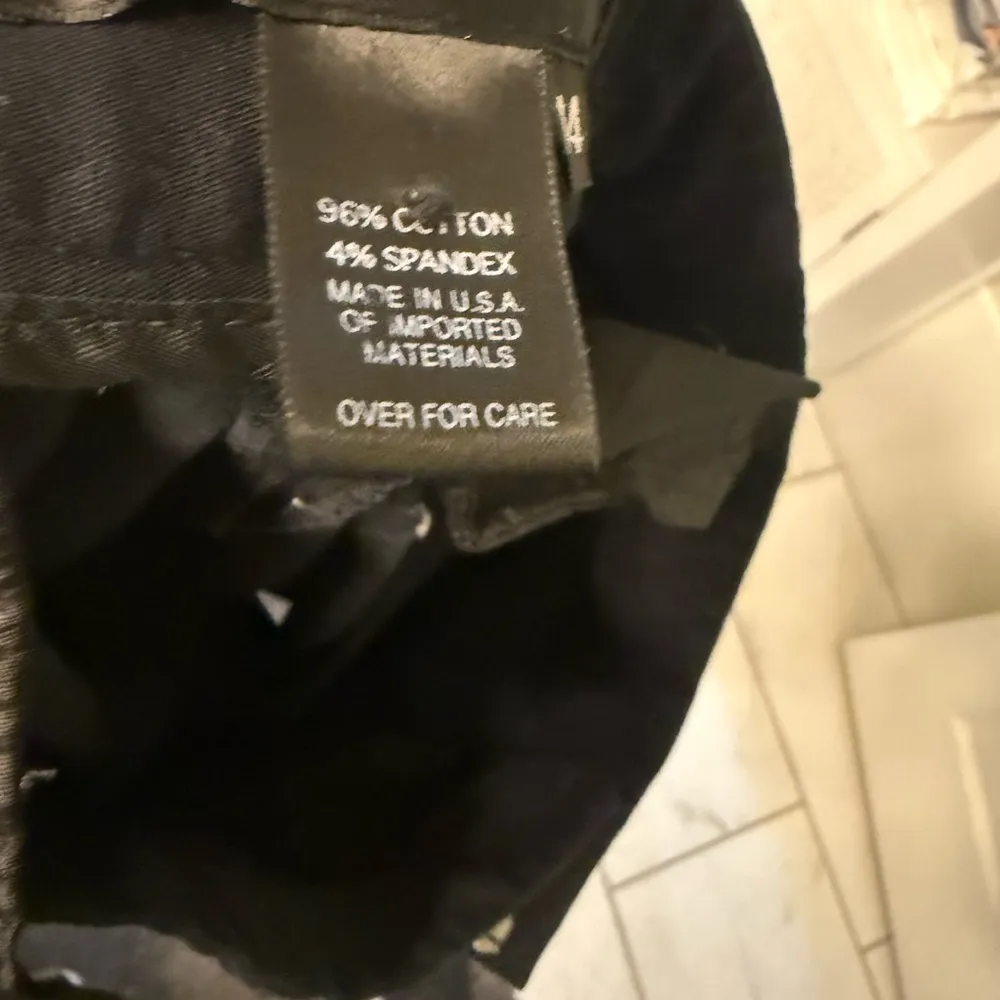 96% COTTON
4% SPANDEX
MADE IN U.S.A.
OF IMPORTED
MATERIALS
OVER FOR CARE